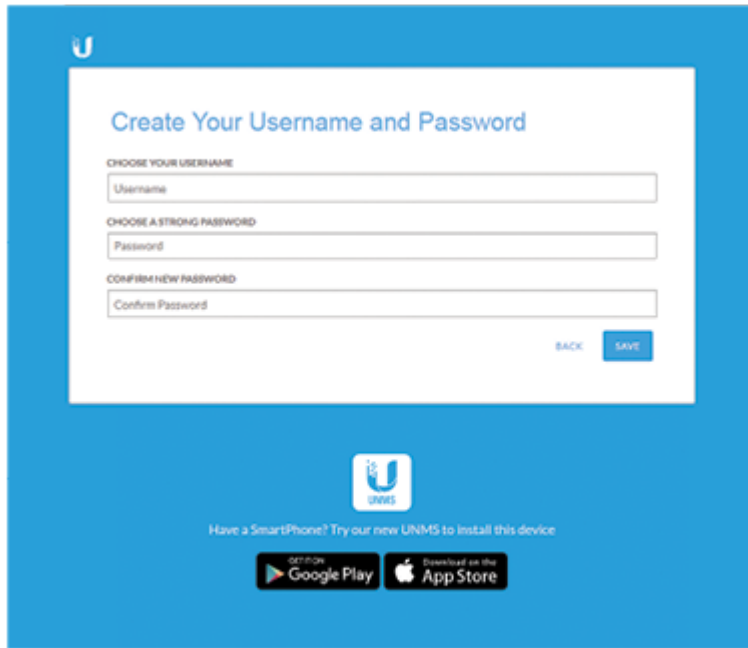 U
Create Your Username and Password
CHOOSE YOUR USERNAME
Username
CHOOSE A STRONG PASSWORD
Password
CONFIRM NEW PASSWORD
Confirm Password
BACK SAVE
U
UNMS
Have a SmartPhone? Try our new UNMS to install this device
GET IT ON
Google Play
Download on the
App Store